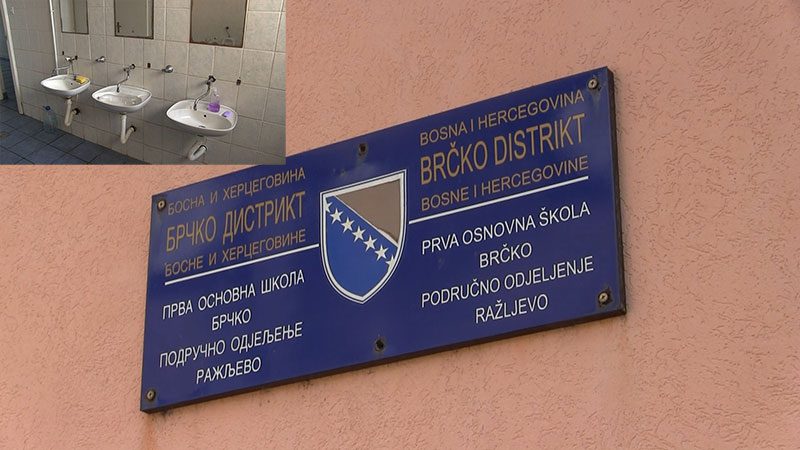 БОСНА И ХЕРЦЕГОВИНА
БРЧКО ДИСТРИКТ
БОСНЕ И ХЕРЦЕГОВИНЕ
ПРВА ОСНОВНА ШКОЛА
БРЧКО
ПОДРУЧНО ОДЈЕЉЕЊЕ
РАЖЉЕВО
BOSNA I HERCEGOVINA
BRČKO DISTRIKT
BOSNE I HERCEGOVINE
PRVA OSNOVNA ŠKOLA
BRČKO
PODRUČNO ODJELJENJE
RAŽLJEVO